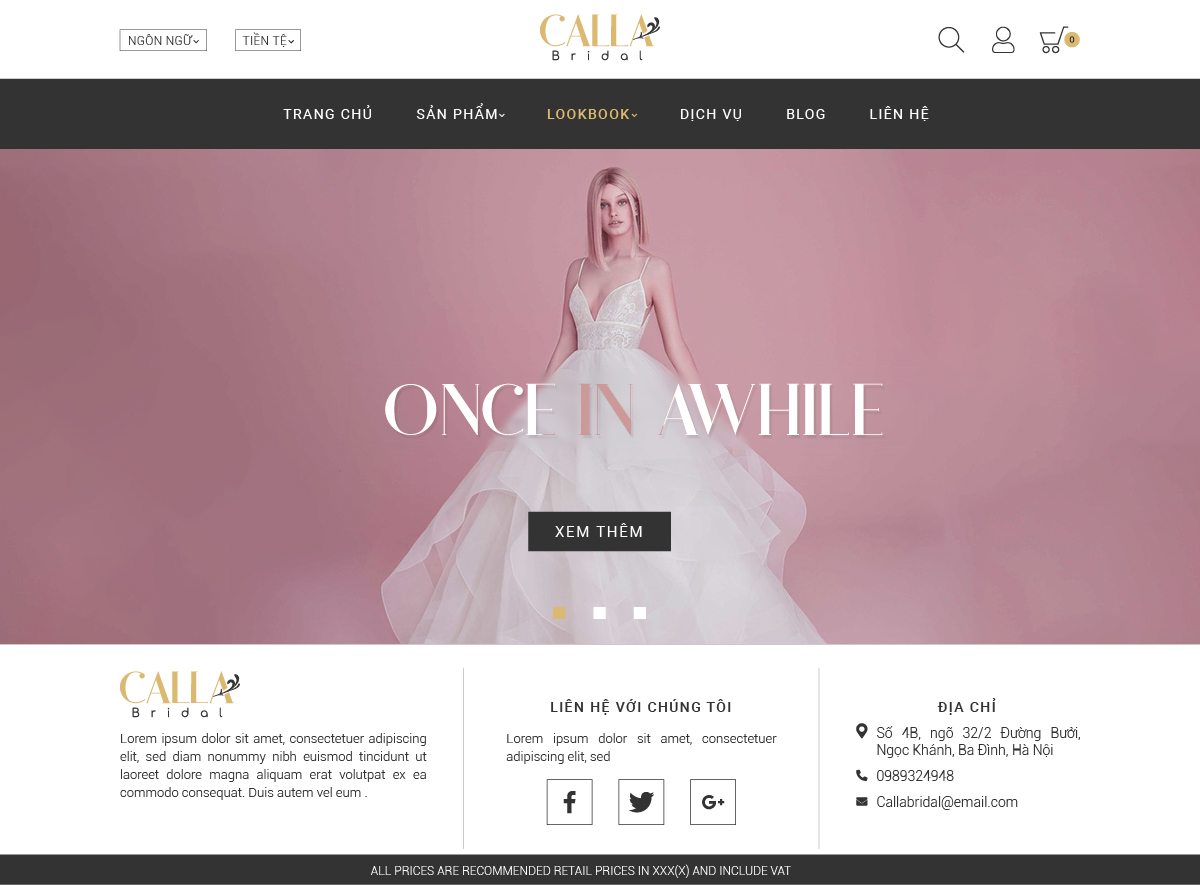 NGÔN NGỮ
TIỀN TỆ
CALLA
Bridal
0
TRANG CHỦ
SẢN PHẨM
LOOKBOOK
DỊCH VỤ
BLOG
LIÊN HỆ
ONCE IN AWHILE
XEM THÊM
CALLA
Bridal
Lorem ipsum dolor sit amet, consectetuer adipiscing
elit, sed diam nonummy nibh euismod tincidunt ut
laoreet dolore magna aliquam erat volutpat ex ea
commodo consequat. Duis autem vel eum .
LIÊN HỆ VỚI CHÚNG TÔI
Lorem ipsum dolor sit amet, consectetuer
adipiscing elit, sed
f
G+
ĐỊA CHỈ
Số 4B, ngõ 32/2 Đường Bưởi,
Ngọc Khánh, Ba Đình, Hà Nội
0989324948
Callabridal@email.com
ALL PRICES ARE RECOMMENDED RETAIL PRICES IN XXX(X) AND INCLUDE VAT